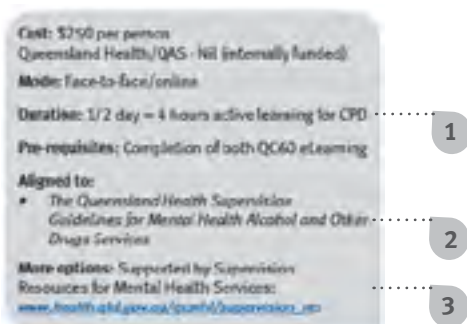 Cost: $250 per person
Queensland Health/QAS - Nil (internally funded)
Mode: Face-to-face/online
Duration: 1/2 day = 4 hours active learning for CPD
1
Pre-requisites: Completion of both QC60 eLearning
Aligned to:
• The Queensland Health Supervision
Guidelines for Mental Health Alcohol and Other
Drugs Services
2
More options: Supported by Supervision
Resources for Mental Health Services:
3